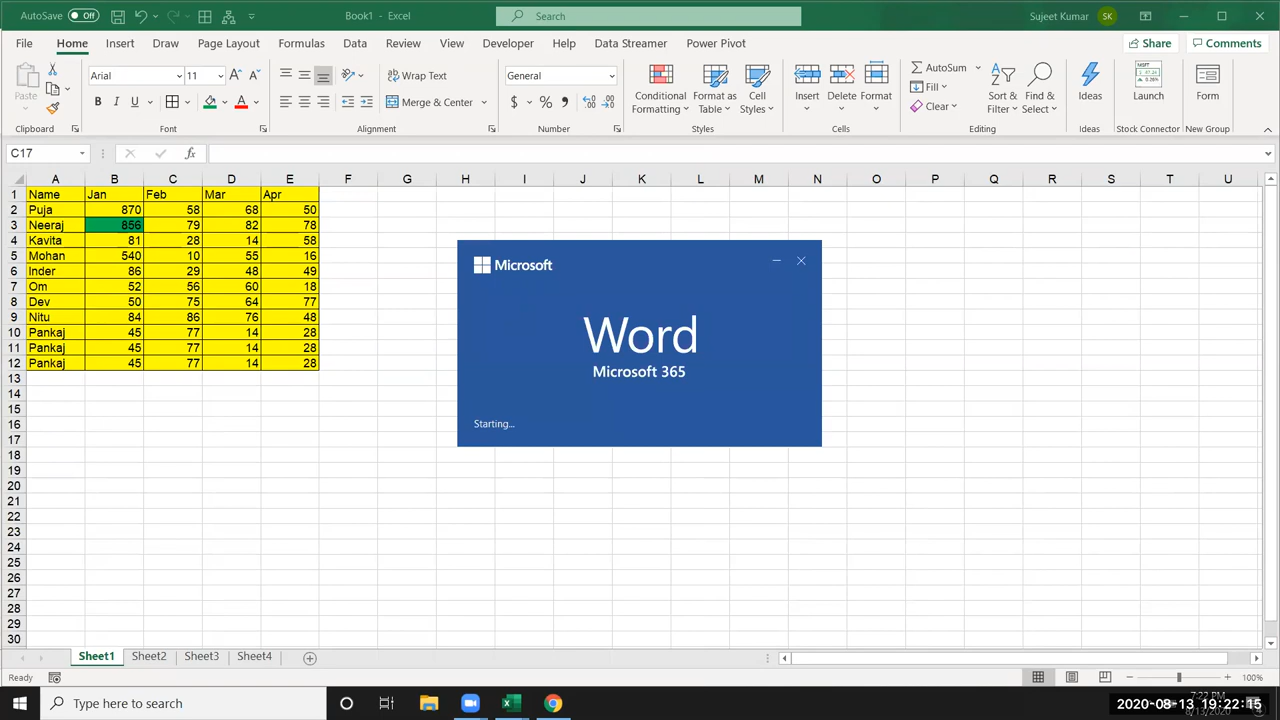 AutoSave Off Book1 - Excel Search Sujeet Kumar SK
File Home Insert Draw Page Layout Formulas Data Review View Developer Help Data Streamer Power Pivot Share Comments
Paste
Arial 11
B I U
Wrap Text
Merge & Center
General
$ % ,
Conditional Formatting
Format as Table
Cell Styles
Insert Delete Format
AutoSum
Fill
Clear
Sort & Filter
Find & Select
Ideas
Launch
Form
Clipboard Font Alignment Number Styles Cells Editing Ideas Stock Connector New Group
C17 fx
A B C D E F G H I J K L M N O P Q R S T U
1 Name Jan Feb Mar Apr
2 Puja 870 58 68 50
3 Neeraj 856 79 82 78
4 Kavita 81 28 14 58
5 Mohan 540 10 55 16
6 Inder 86 29 48 49
7 Om 52 56 60 18
8 Dev 50 75 64 77
9 Nitu 84 86 76 48
10 Pankaj 45 77 14 28
11 Pankaj 45 77 14 28
12 Pankaj 45 77 14 28
13
14
15
16
17
18
19
20
21
22
23
24
25
26
27
28
29
30
Microsoft
Word
Microsoft 365
Starting...
Sheet1 Sheet2 Sheet3 Sheet4
Ready 100%
Type here to search
7:22 PM
2020-08-13 19:22:15
8/13/2020